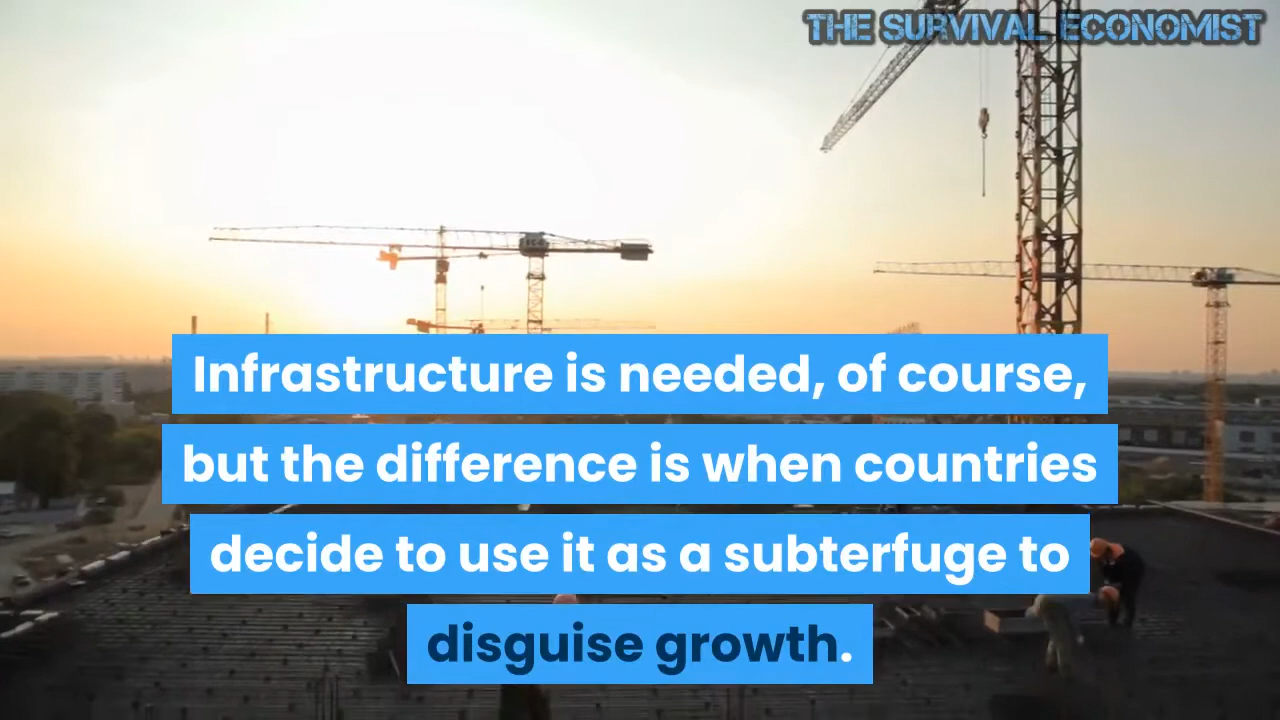 THE SURVIVAL ECONOMIST
Infrastructure is needed, of course,
but the difference is when countries
decide to use it as a subterfuge to
disguise growth.